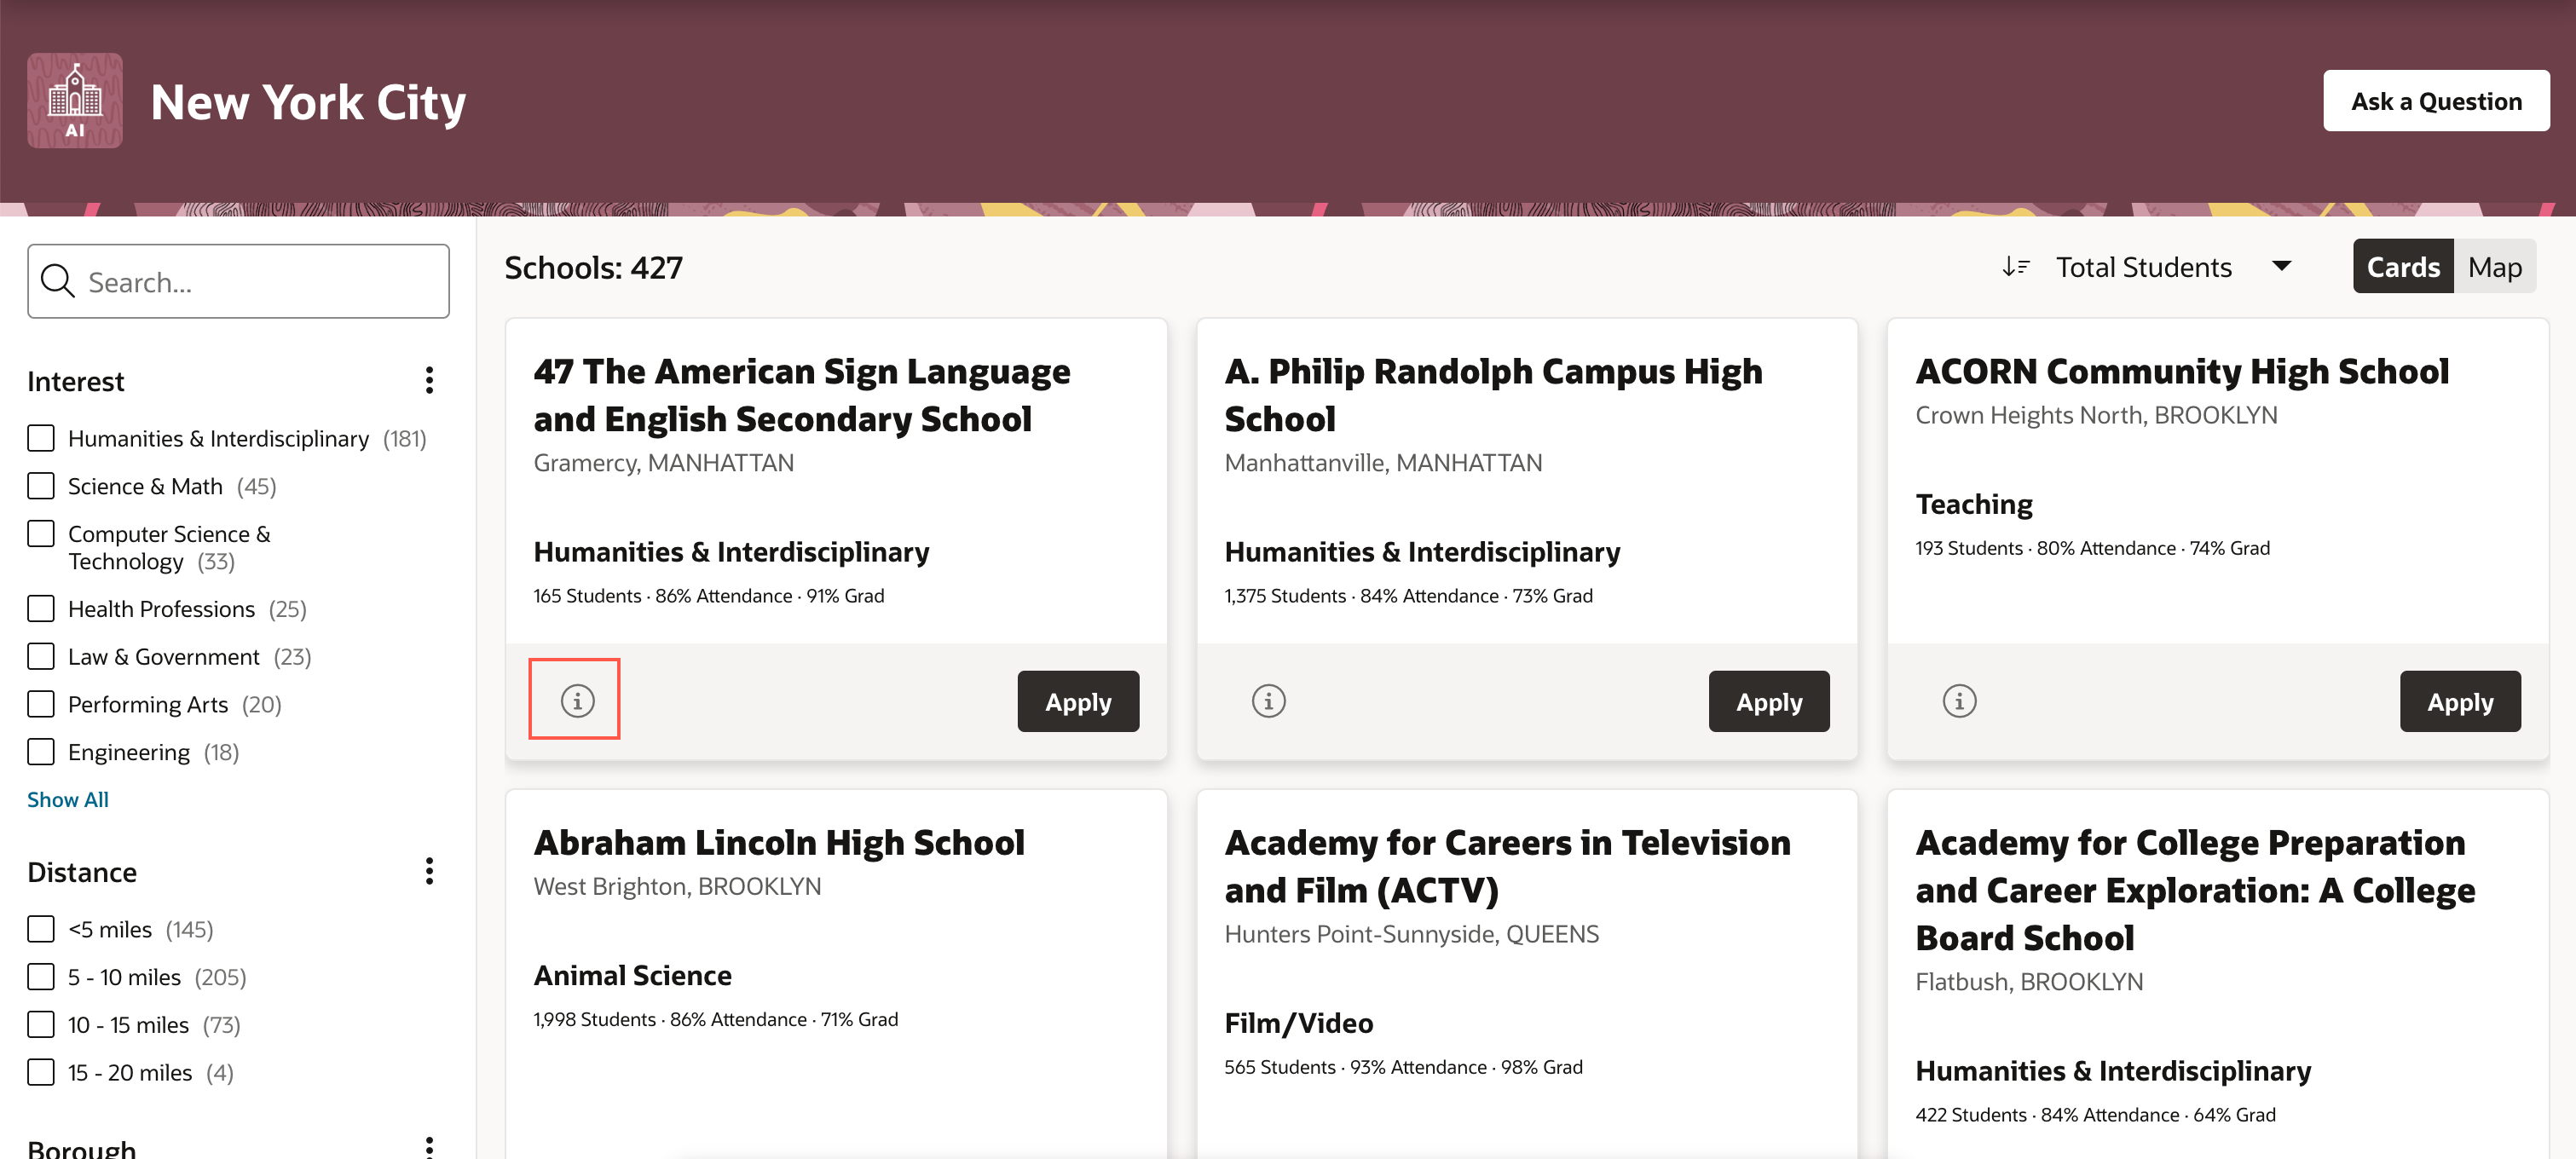 AI
New York City
Ask a Question
Search...
Interest
Humanities & Interdisciplinary (181)
Science & Math (45)
Computer Science &
Technology (33)
Health Professions (25)
Law & Government (23)
Performing Arts (20)
Engineering (18)
Show All
Distance
<5 miles (145)
5 - 10 miles (205)
10 - 15 miles (73)
15 - 20 miles (4)
Borough
Schools: 427
Total Students
Cards
Map
47 The American Sign Language
and English Secondary School
Gramercy, MANHATTAN
Humanities & Interdisciplinary
165 Students · 86% Attendance · 91% Grad
Apply
A. Philip Randolph Campus High
School
Manhattanville, MANHATTAN
Humanities & Interdisciplinary
1,375 Students · 84% Attendance · 73% Grad
Apply
ACORN Community High School
Crown Heights North, BROOKLYN
Teaching
193 Students · 80% Attendance · 74% Grad
Apply
Abraham Lincoln High School
West Brighton, BROOKLYN
Animal Science
1,998 Students · 86% Attendance · 71% Grad
Academy for Careers in Television
and Film (ACTV)
Hunters Point-Sunnyside, QUEENS
Film/Video
565 Students · 93% Attendance · 98% Grad
Academy for College Preparation
and Career Exploration: A College
Board School
Flatbush, BROOKLYN
Humanities & Interdisciplinary
422 Students · 84% Attendance · 64% Grad